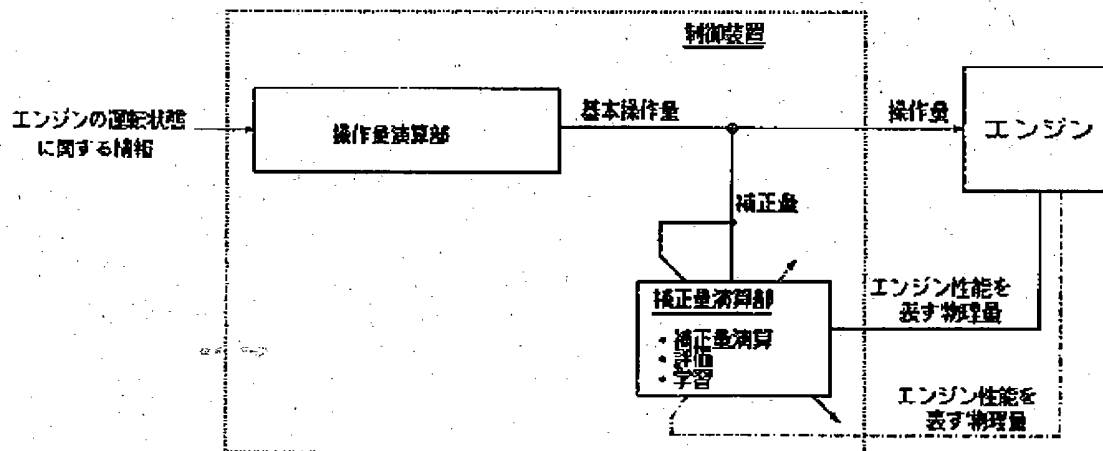 制御装置
エンジンの運転状態
に関する情報
操作量演算部
基本操作量
操作量
エンジン
補正量
補正量演算部
・補正量演算
・評価
・学習
エンジン性能を
表す物理量
エンジン性能を
表す物理量